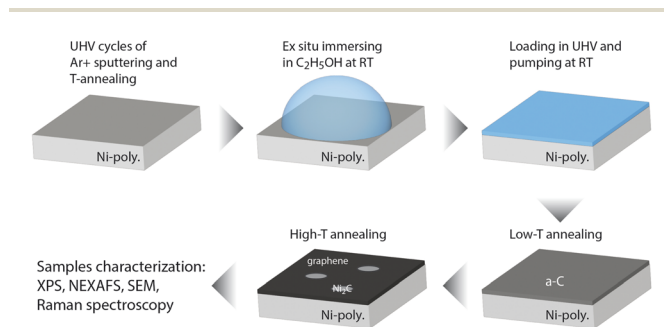 UHV cycles of
Ar+ sputtering and
T-annealing
Ni-poly.
Ex situ immersing
in C₂H₅OH at RT
Ni-poly.
Loading in UHV and
pumping at RT
Ni-poly.
Low-T annealing
a-C
Ni-poly.
High-T annealing
graphene
Ni₂C
Ni-poly.
Samples characterization:
XPS, NEXAFS, SEM,
Raman spectroscopy